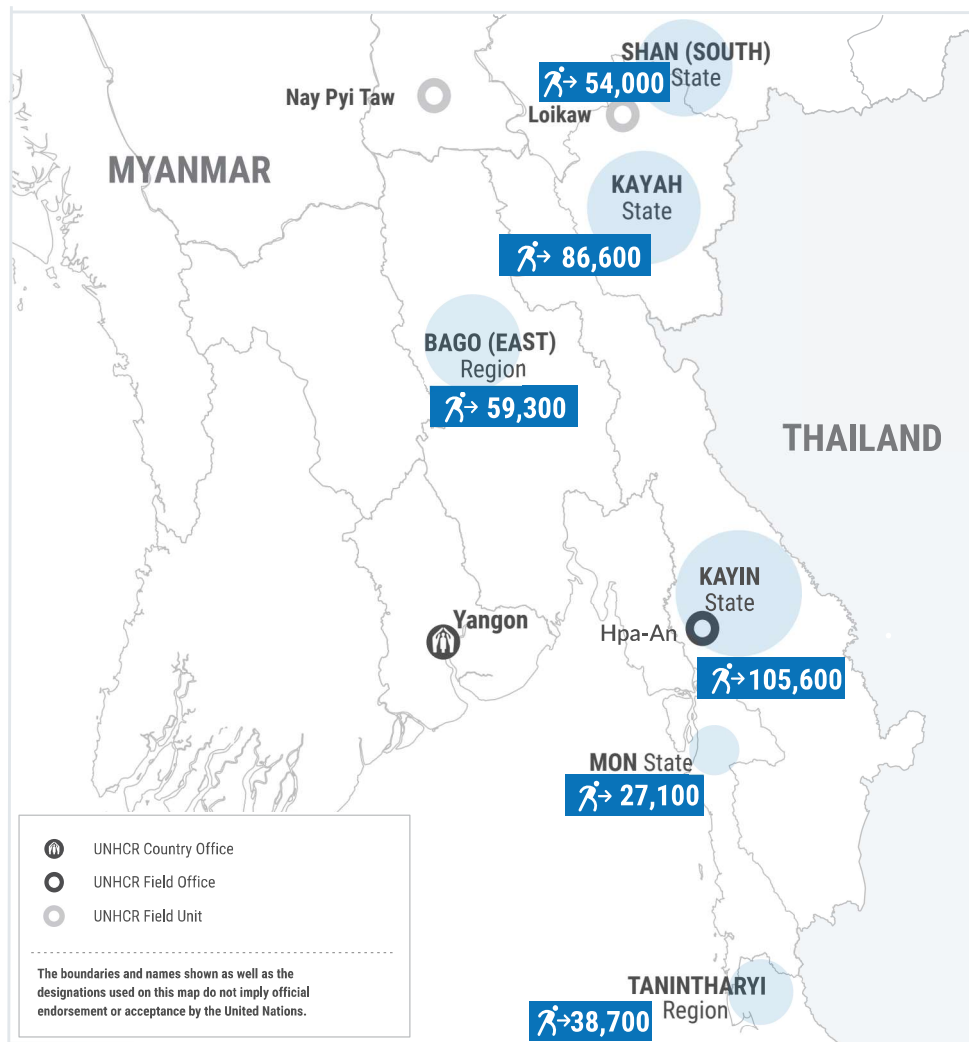 SHAN (SOUTH)
State
54,000
Nay Pyi Taw
Loikaw
MYANMAR
KAYAH
State
86,600
BAGO (EAST)
Region
59,300
THAILAND
KAYIN
State
Yangon
Hpa-An
105,600
MON State
27,100
UNHCR Country Office
UNHCR Field Office
UNHCR Field Unit
The boundaries and names shown as well as the
designations used on this map do not imply official
endorsement or acceptance by the United Nations.
TANINTHARYI
Region
38,700